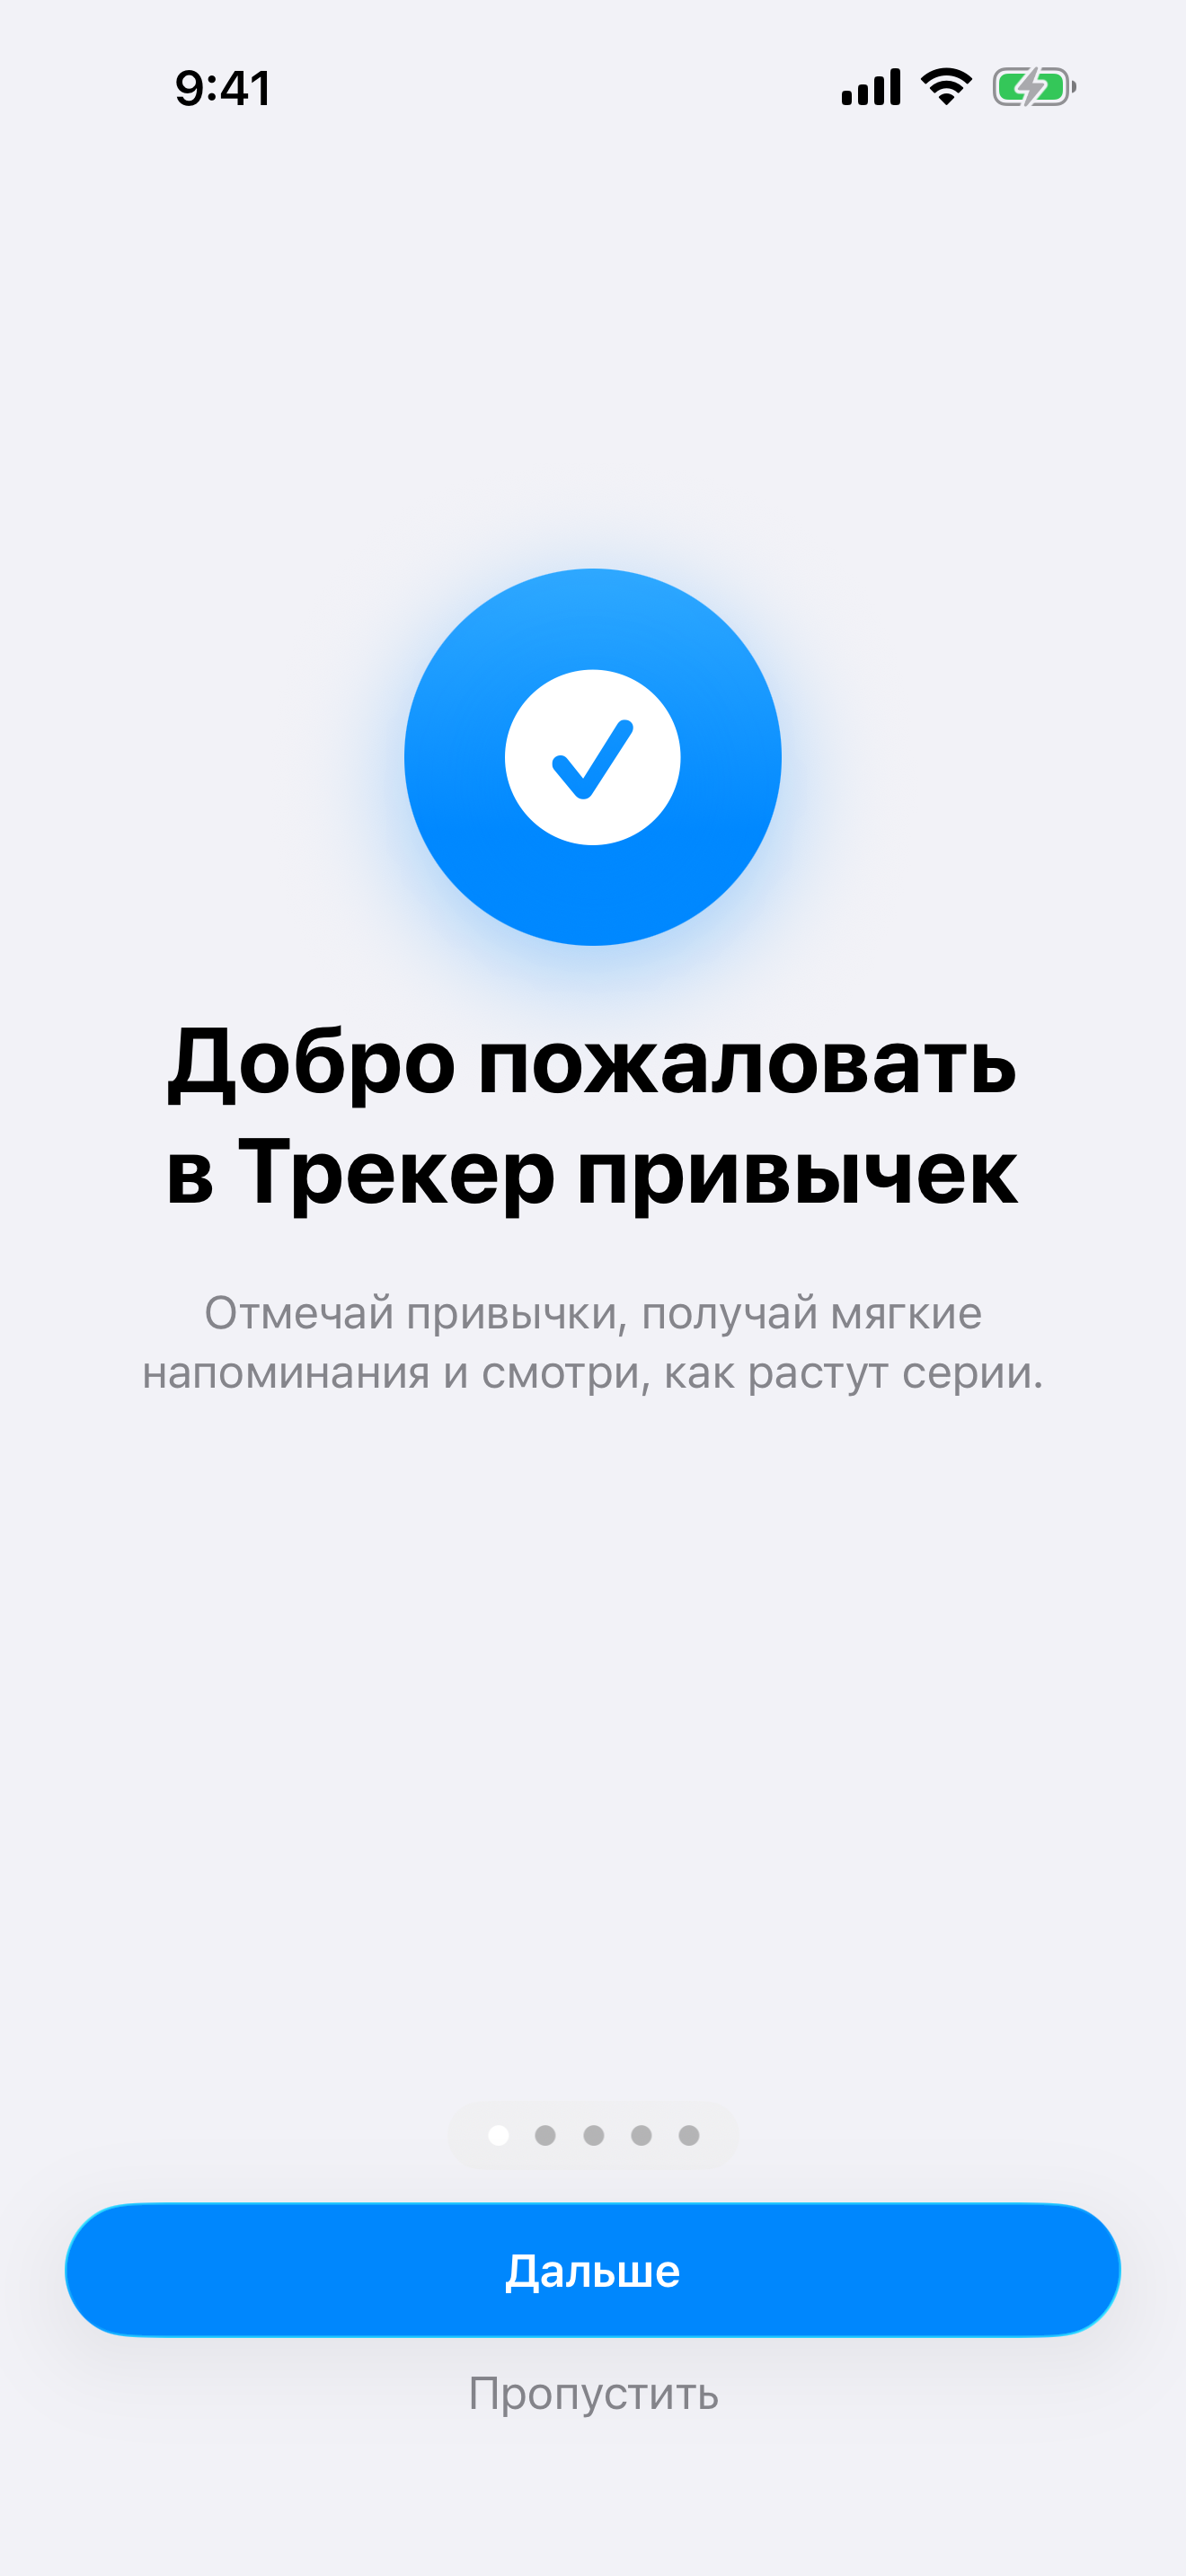 9:41
Добро пожаловать
в Трекер привычек
Отмечай привычки, получай мягкие
напоминания и смотри, как растут серии.
Дальше
Пропустить